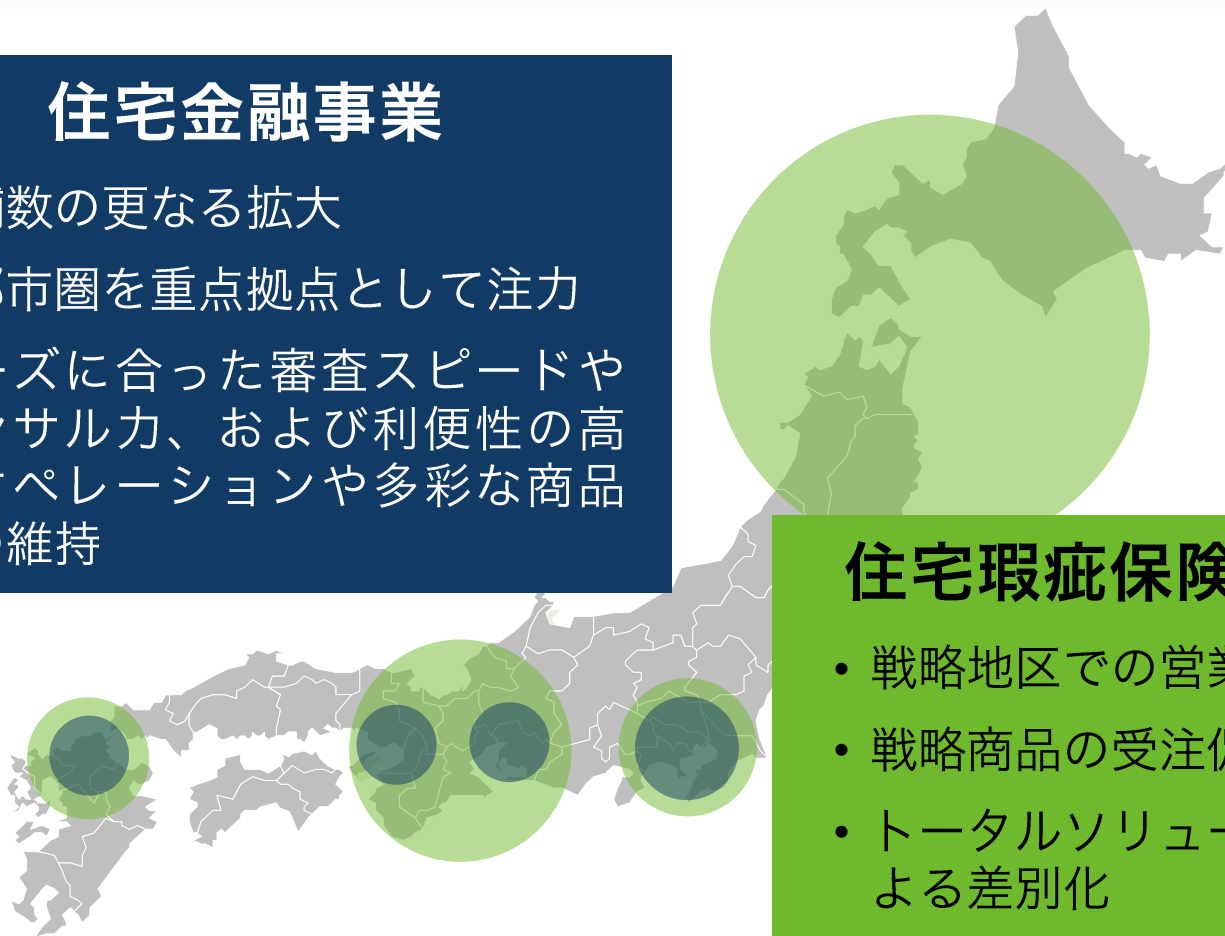 住宅金融事業
数の更なる拡大
市圏を重点拠点として注力
ーズに合った審査スピードや
ンサル力、および利便性の高
ペレーションや多彩な商品
維持
住宅瑕疵保険
• 戦略地区での営業
• 戦略商品の受注促
• トータルソリュー
よる差別化